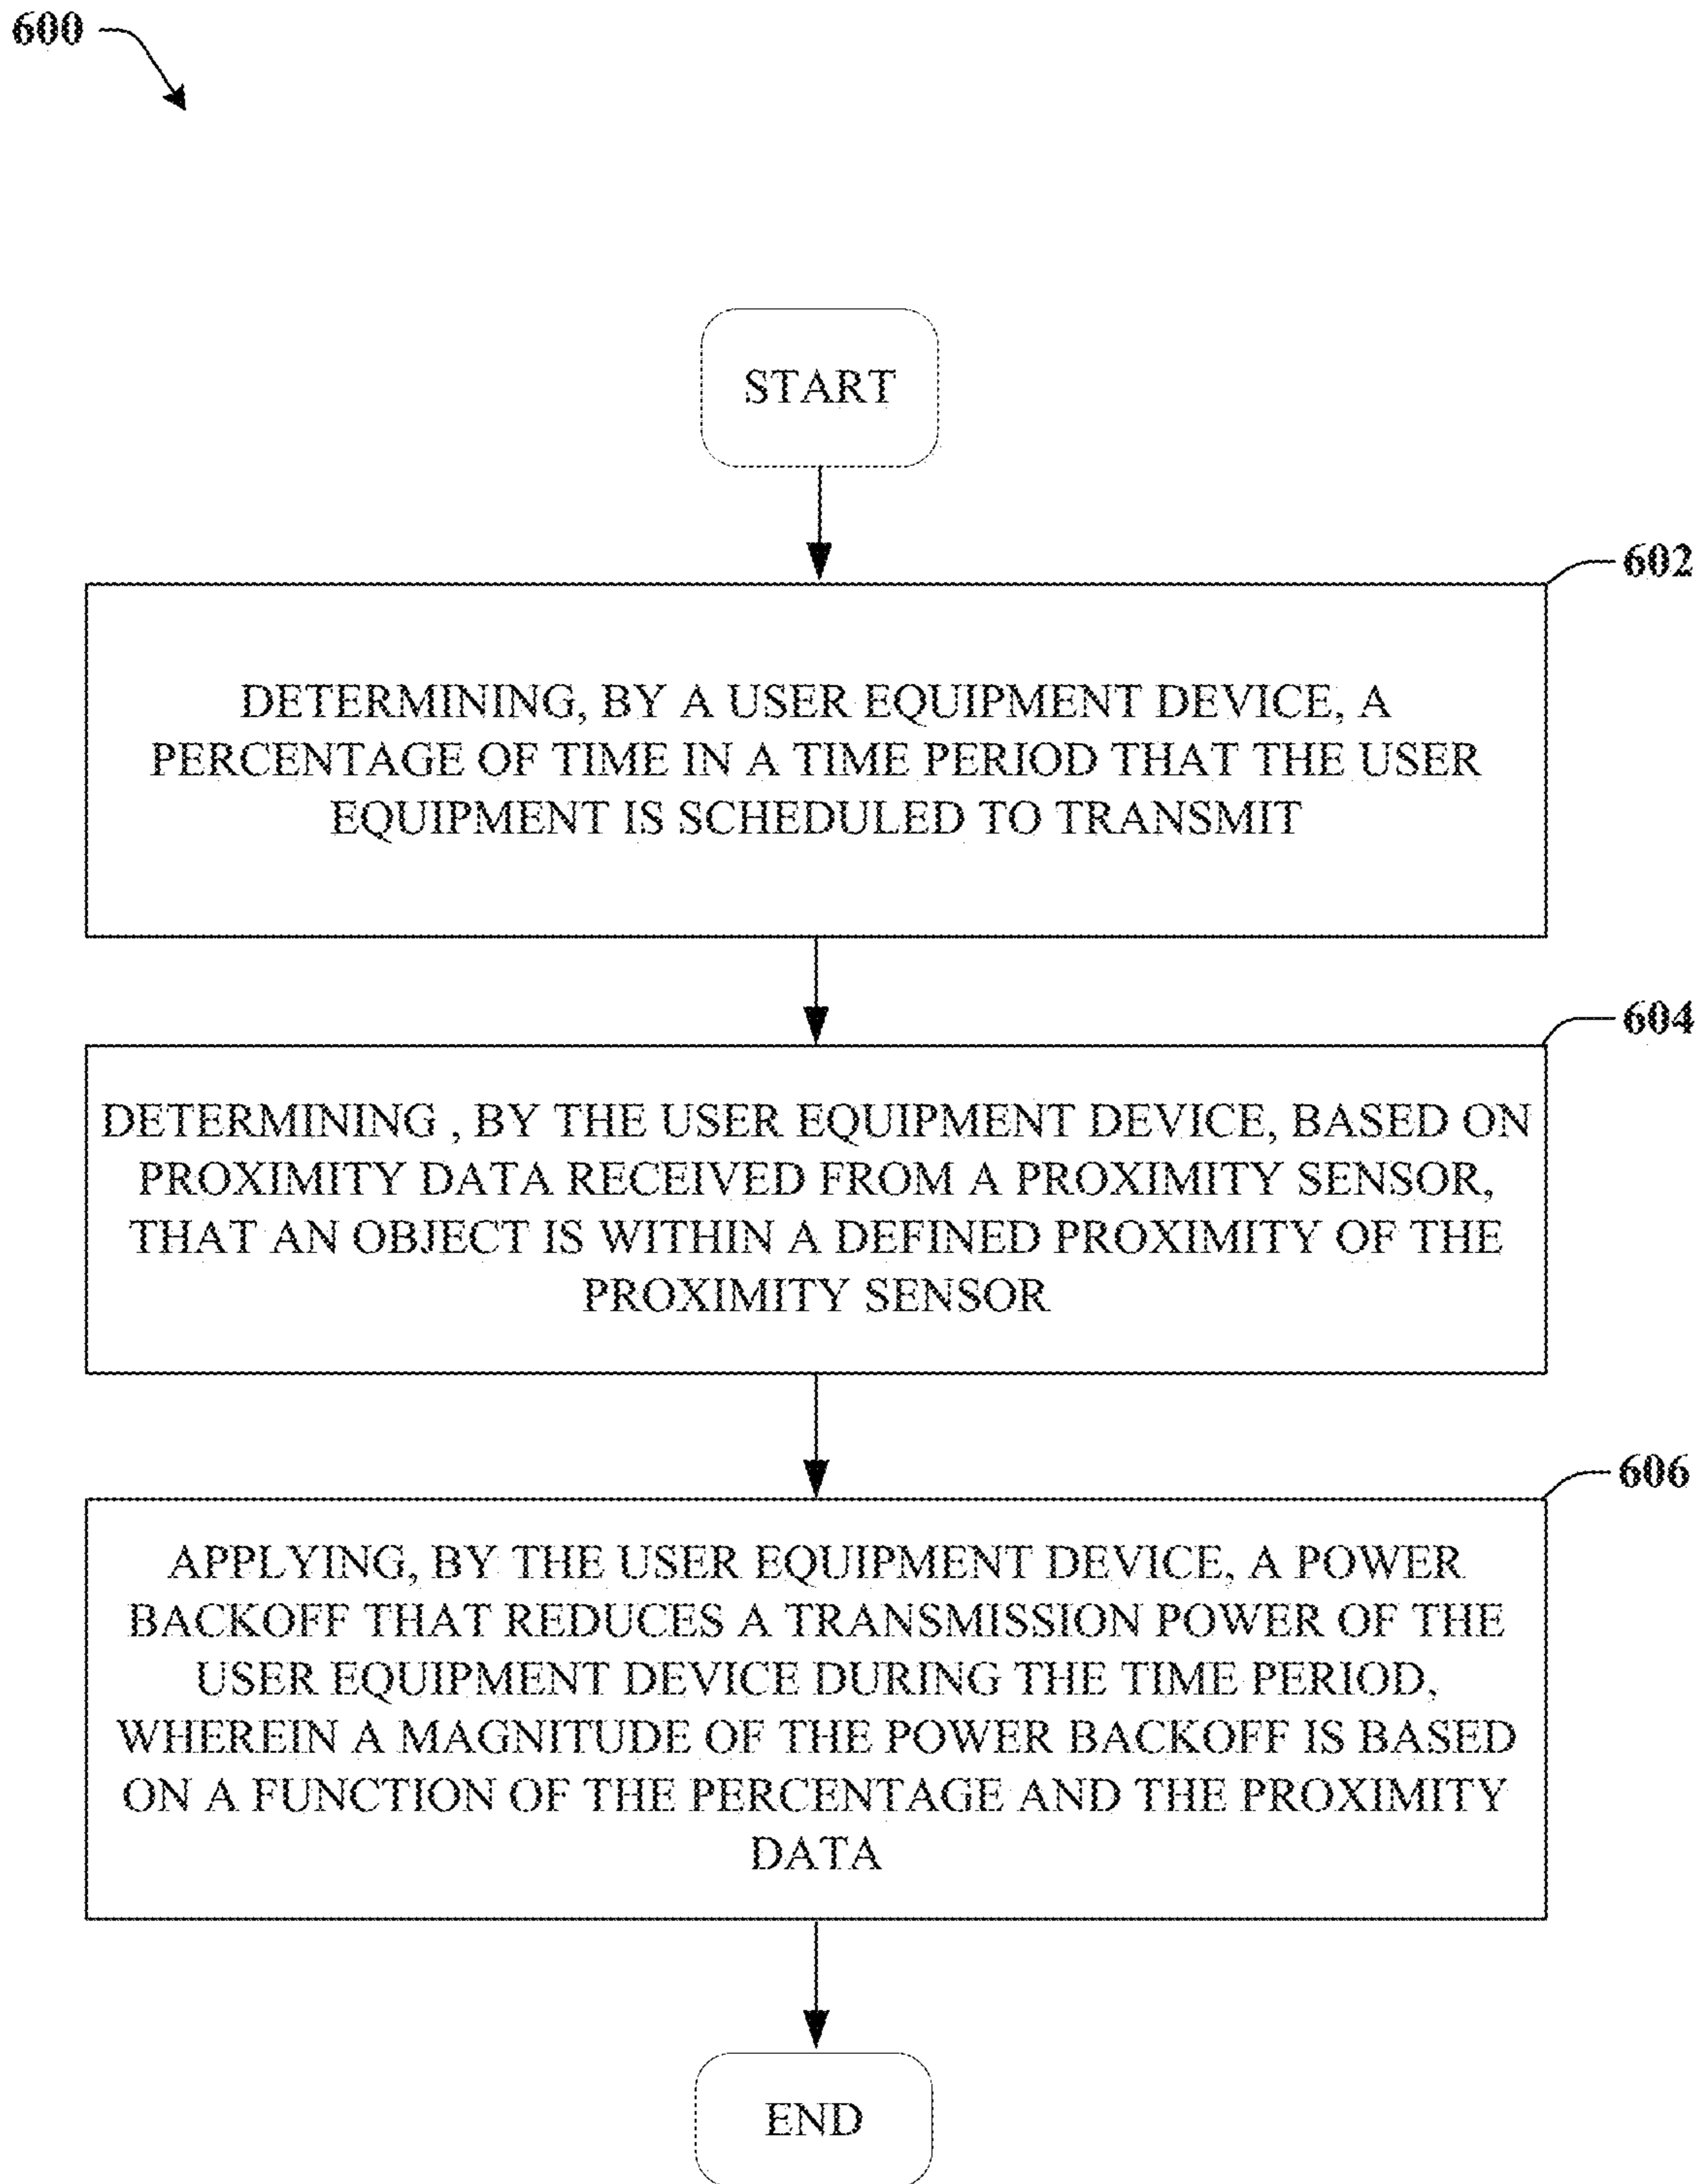 600
START
602
DETERMINING, BY A USER EQUIPMENT DEVICE, A
PERCENTAGE OF TIME IN A TIME PERIOD THAT THE USER
EQUIPMENT IS SCHEDULED TO TRANSMIT
604
DETERMINING , BY THE USER EQUIPMENT DEVICE, BASED ON
PROXIMITY DATA RECEIVED FROM A PROXIMITY SENSOR,
THAT AN OBJECT IS WITHIN A DEFINED PROXIMITY OF THE
PROXIMITY SENSOR
606
APPLYING, BY THE USER EQUIPMENT DEVICE, A POWER
BACKOFF THAT REDUCES A TRANSMISSION POWER OF THE
USER EQUIPMENT DEVICE DURING THE TIME PERIOD,
WHEREIN A MAGNITUDE OF THE POWER BACKOFF IS BASED
ON A FUNCTION OF THE PERCENTAGE AND THE PROXIMITY
DATA
END